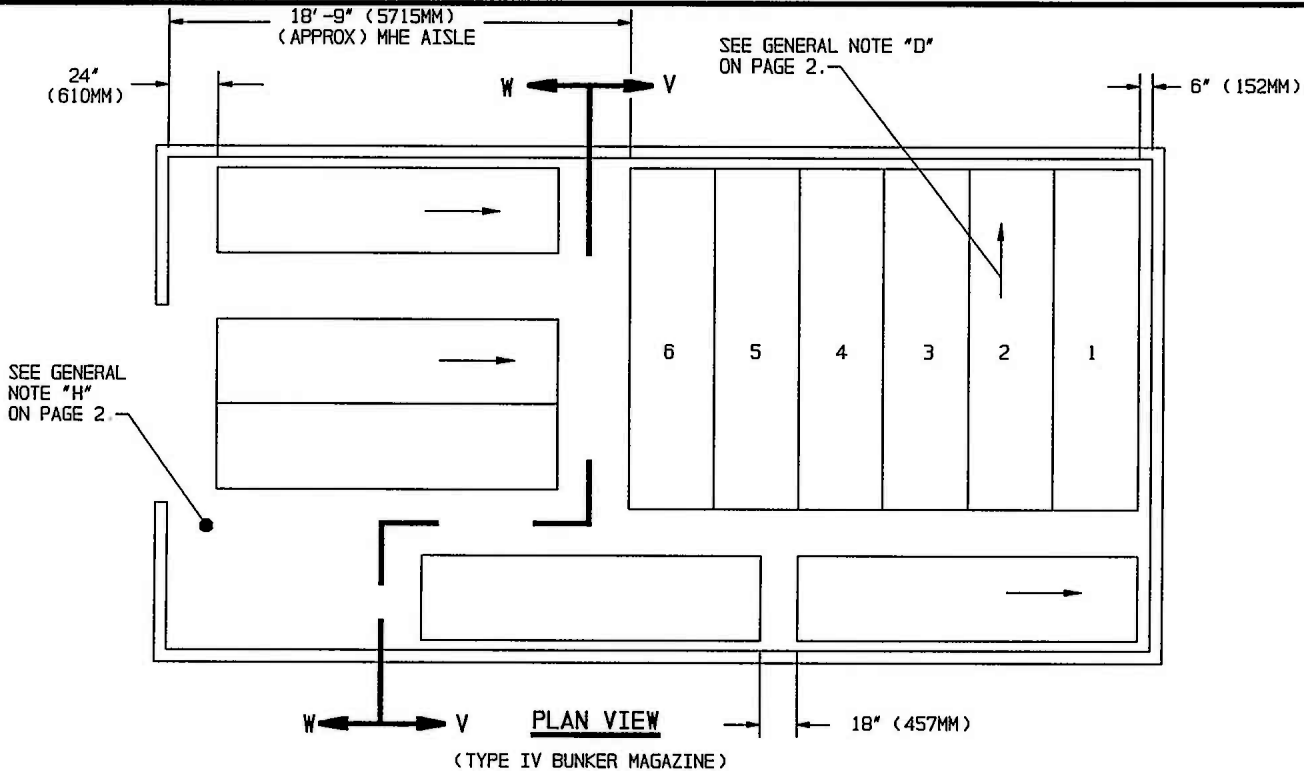 18'-9" (5715MM)
(APPROX) MHE AISLE
SEE GENERAL NOTE "D"
ON PAGE 2.
24"
(610MM)
W V
6" (152MM)
6 5 4 3 2 1
SEE GENERAL
NOTE "H"
ON PAGE 2.
W V
PLAN VIEW
18" (457MM)
(TYPE IV BUNKER MAGAZINE)